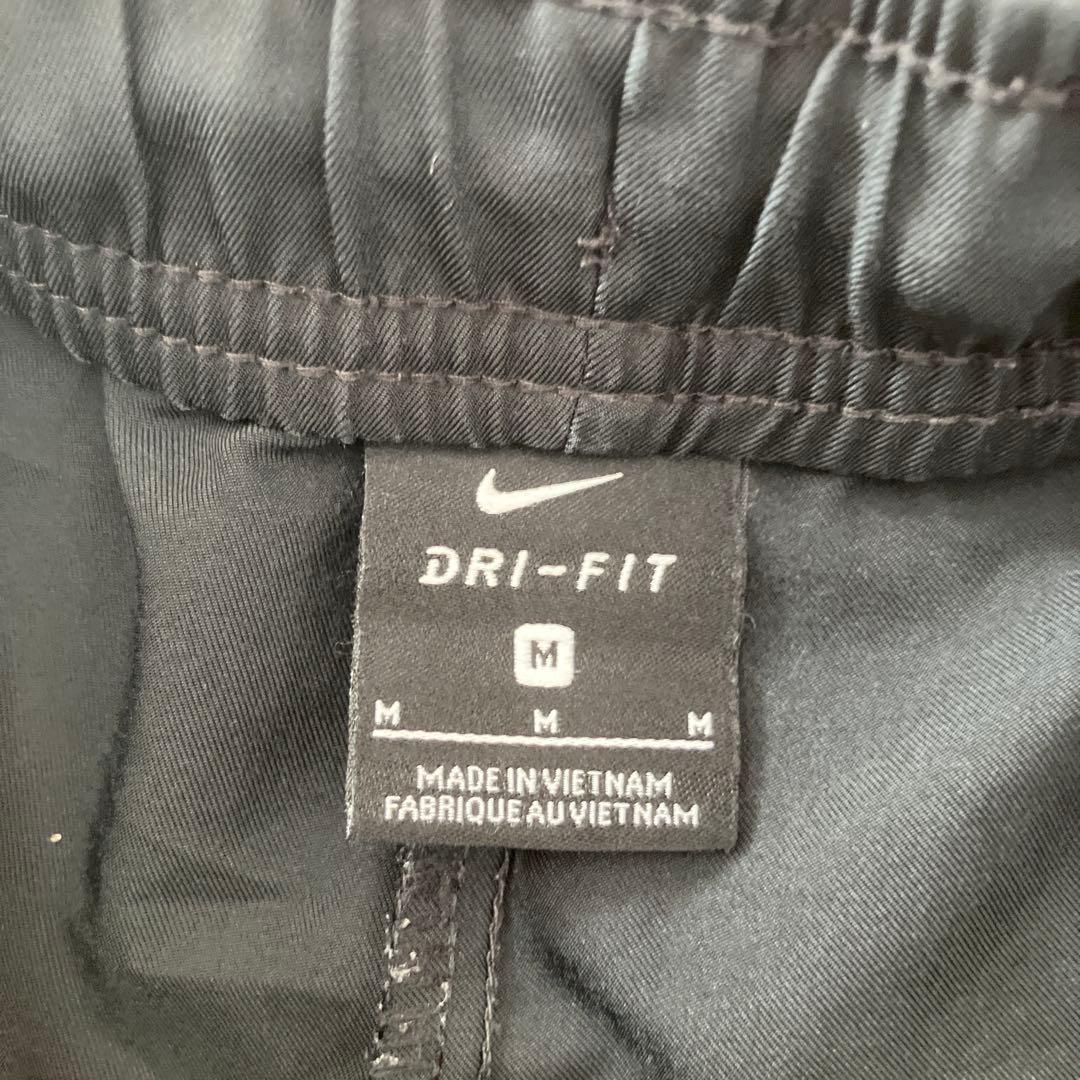 DRI-FIT
M
M M M
MADE IN VIETNAM
FABRIQUE AU VIETNAM